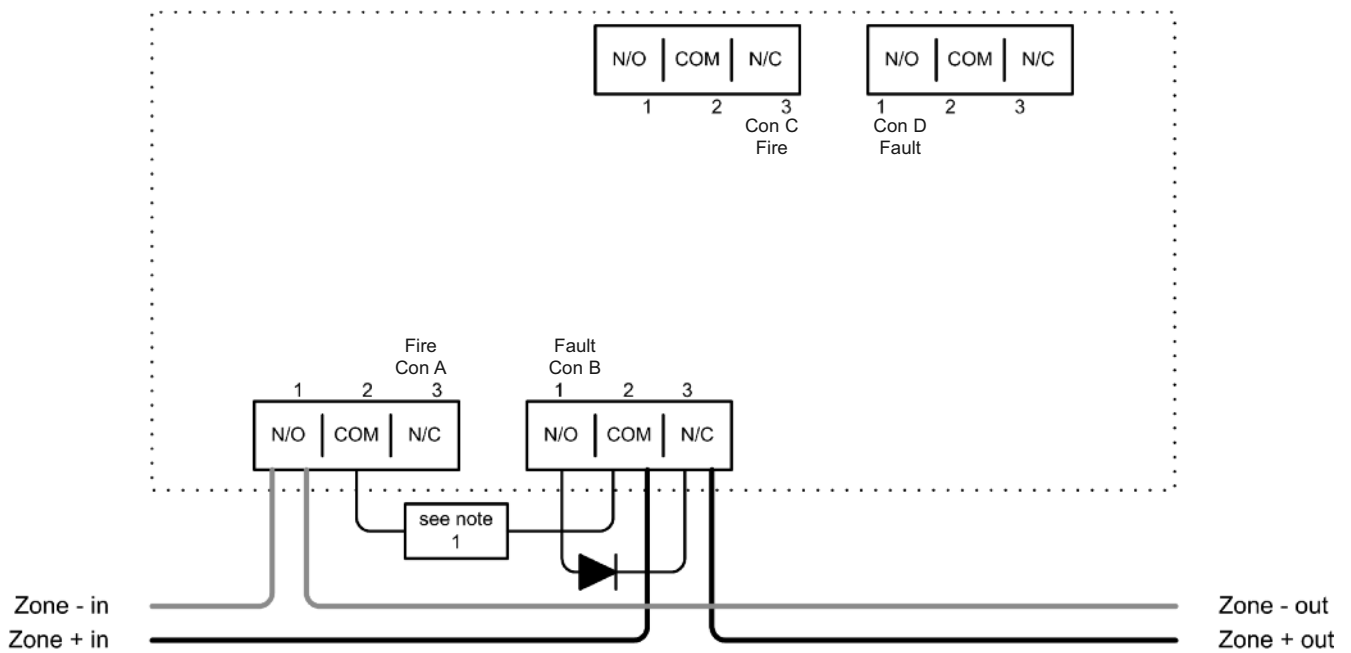 N/O COM N/C
N/O COM N/C
1 2 3
1 2 3
Con C
Con D
Fire
Fault
Fire
Fault
Con A
Con B
1 2 3
1 2 3
N/O COM N/C
N/O COM N/C
see note
1
Zone - in
Zone - out
Zone + in
Zone + out